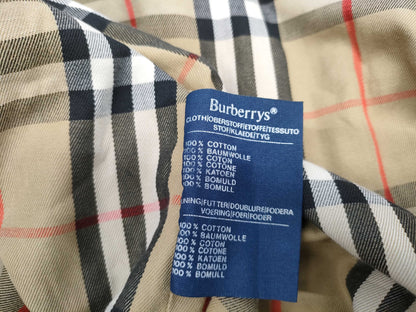 Burberrys®
CLOTH|OBERSTOFF|ETOFFE|TESSUTO
STOF|KLAEDE|TYG
100% COTTON
100% BAUMWOLLE
100% COTON
100% COTONE
100% KATOEN
100% BOMULD
100% BOMULL
LINING|FUTTER|DOUBLURE|FODERA
VOERING|FOER|FODER
100% COTTON
100% BAUMWOLLE
100% COTON
100% COTONE
100% KATOEN
100% BOMULD
100% BOMULL